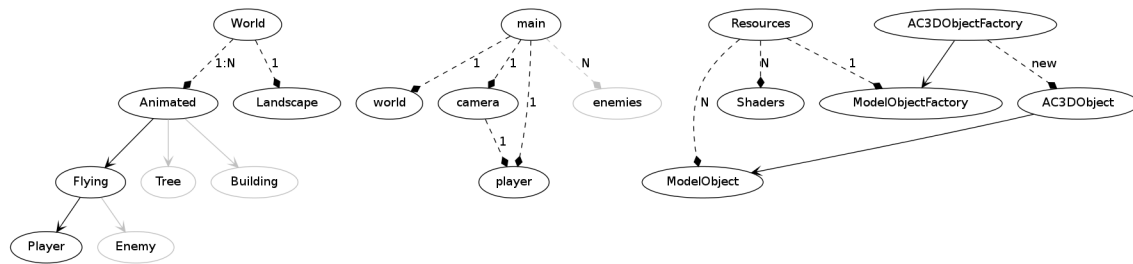 World
main
Resources
AC3DObjectFactory
1:N
1
1
1
N
N
1
new
Animated
Landscape
world
camera
1
enemies
N
Shaders
ModelObjectFactory
AC3DObject
1
Flying
Tree
Building
player
ModelObject
Player
Enemy